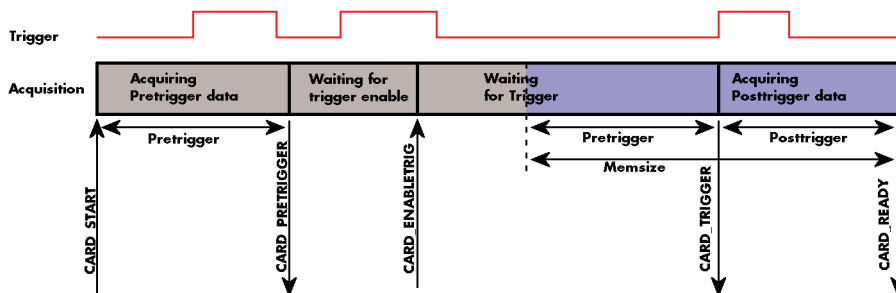 Trigger
Acquisition
Acquiring
Pretrigger data
Waiting for
trigger enable
Waiting
for Trigger
Acquiring
Posttrigger data
Pretrigger
Pretrigger
Posttrigger
Memsize
CARD_START
CARD_PRETRIGGER
CARD_ENABLETRIG
CARD_TRIGGER
CARD_READY